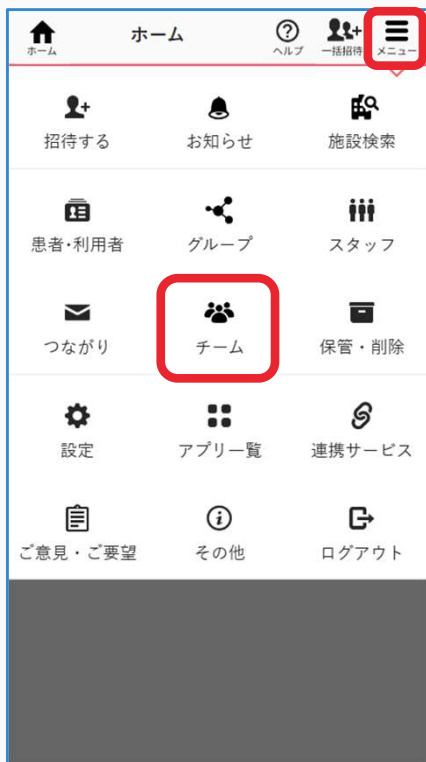 ホーム
ホーム
ヘルプ
一括招待
メニュー
招待する
お知らせ
施設検索
患者・利用者
グループ
スタッフ
つながり
チーム
保管・削除
設定
アプリ一覧
連携サービス
ご意見・ご要望
その他
ログアウト